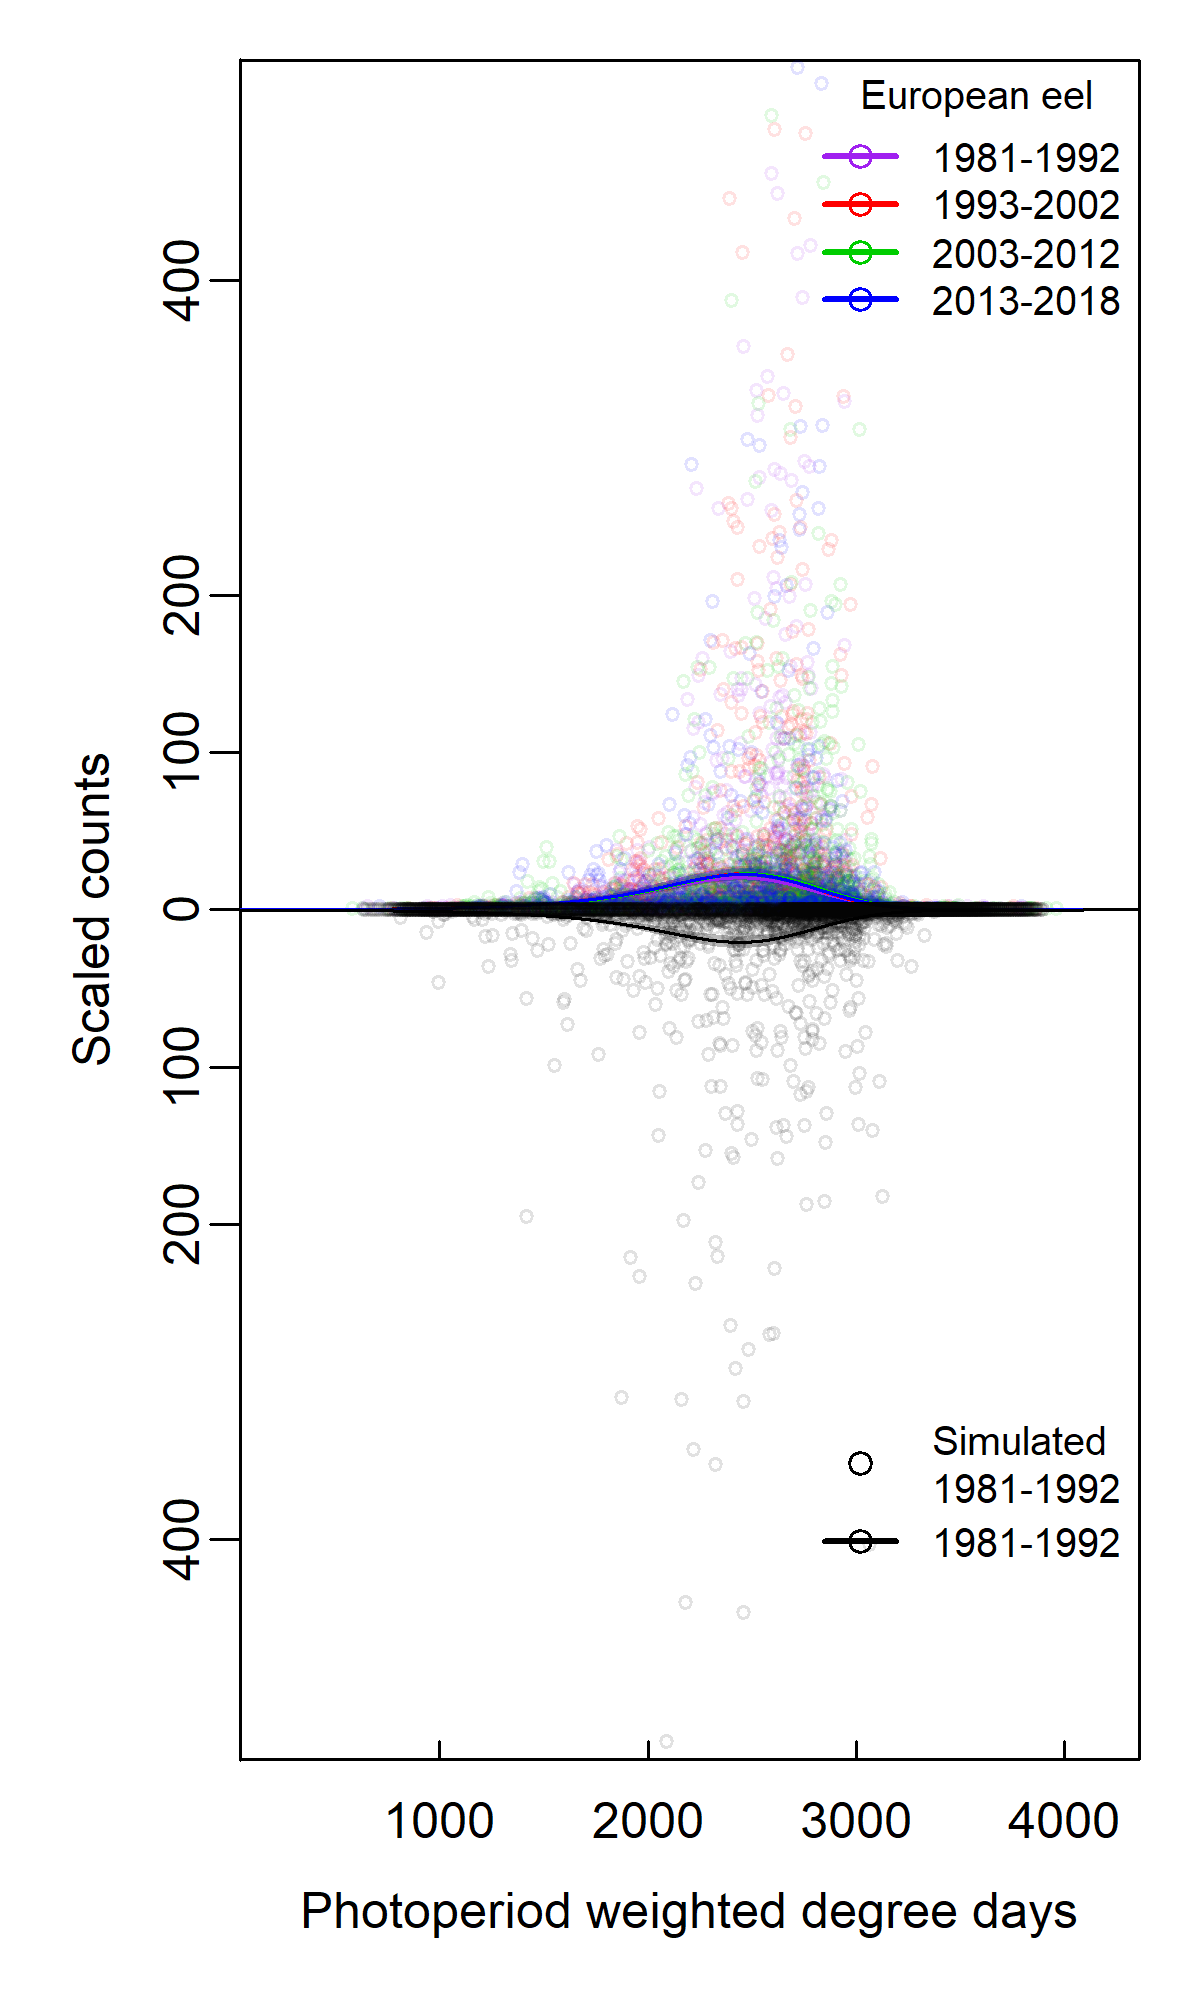 European eel
1981-1992
1993-2002
2003-2012
2013-2018
400
200
100
0
100
200
400
Scaled counts
Simulated
1981-1992
1981-1992
1000 2000 3000 4000
Photoperiod weighted degree days